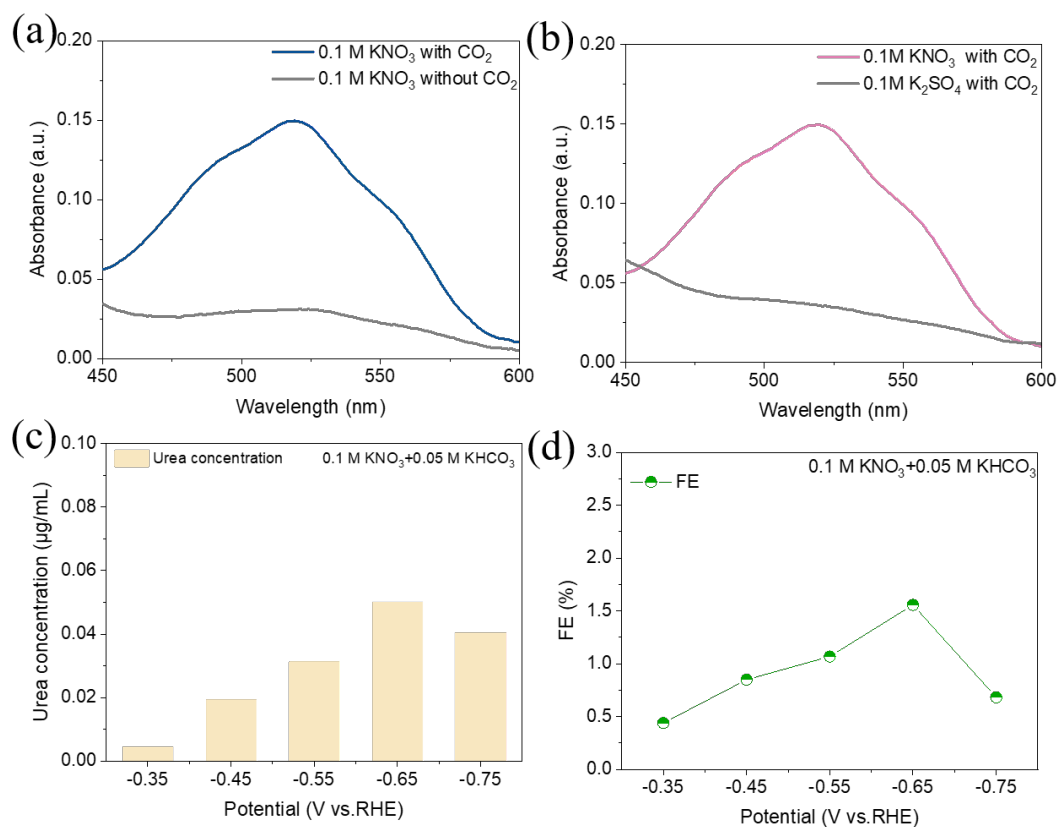 (a)
0.20
0.15
0.10
0.05
0.00
Absorbance (a.u.)
0.1 M KNO₃ with CO₂
0.1 M KNO₃ without CO₂
450 500 550 600
Wavelength (nm)
(b)
0.20
0.15
0.10
0.05
0.00
Absorbance (a.u.)
0.1M KNO₃ with CO₂
0.1M K₂SO₄ with CO₂
450 500 550 600
Wavelength (nm)
(c)
0.10
0.08
0.06
0.04
0.02
0.00
Urea concentration (μg/mL)
Urea concentration
0.1 M KNO₃+0.05 M KHCO₃
-0.35 -0.45 -0.55 -0.65 -0.75
Potential (V vs.RHE)
(d)
3.0
2.5
2.0
1.5
1.0
0.5
0.0
FE (%)
0.1 M KNO₃+0.05 M KHCO₃
FE
-0.35 -0.45 -0.55 -0.65 -0.75
Potential (V vs.RHE)